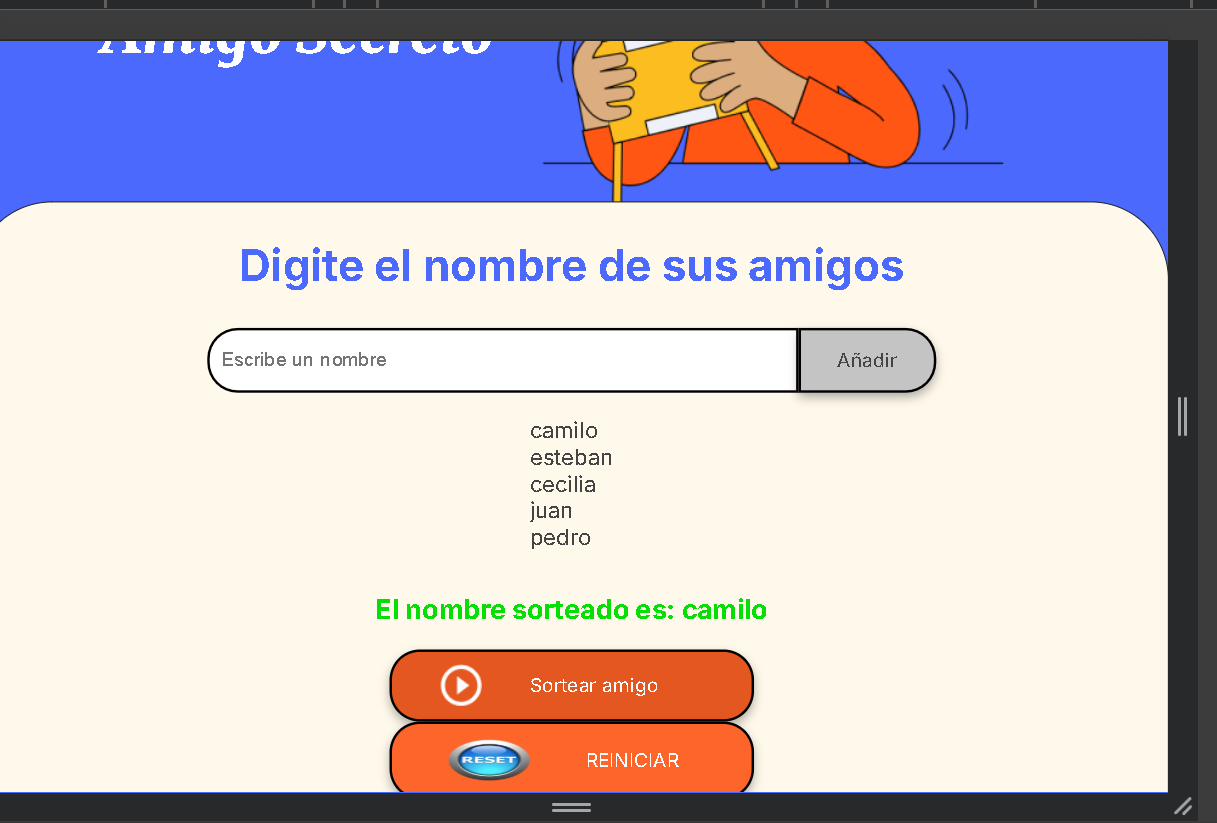 Amigo Secreto
Digite el nombre de sus amigos
Escribe un nombre
Añadir
camilo
esteban
cecilia
juan
pedro
El nombre sorteado es: camilo
Sortear amigo
RESET
REINICIAR